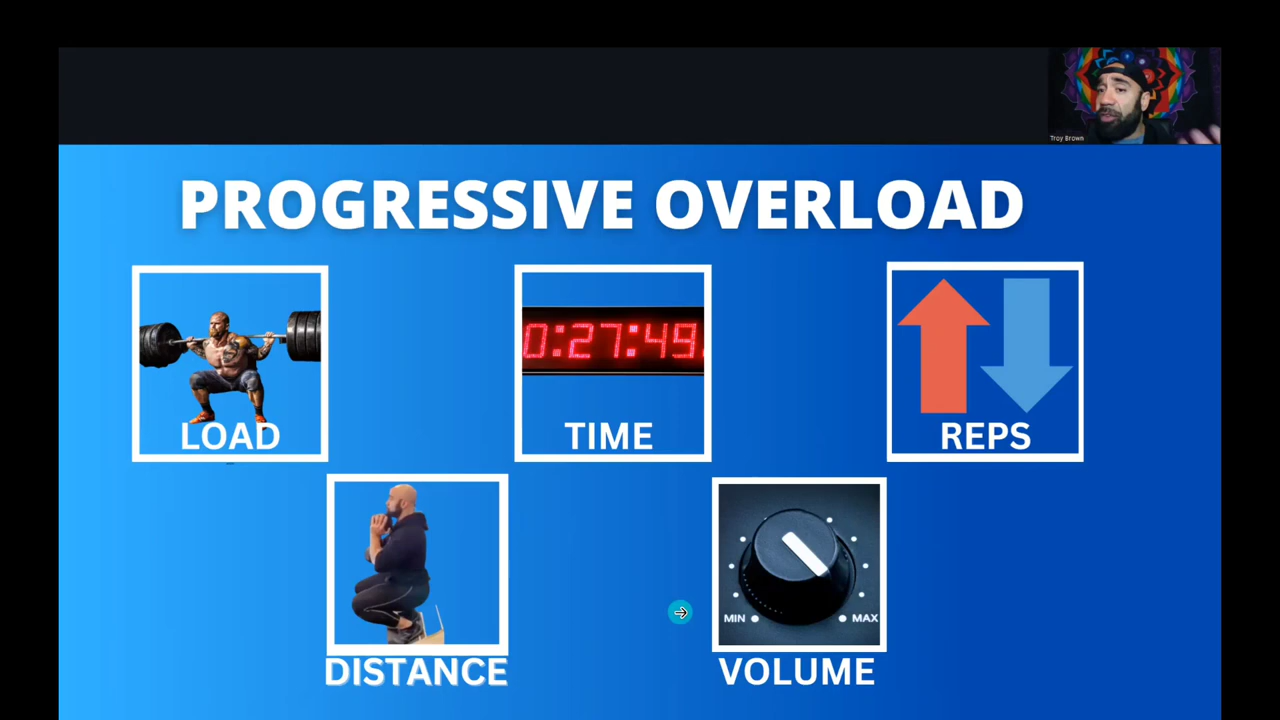 Troy Brown
PROGRESSIVE OVERLOAD
LOAD
0:27:49
TIME
REPS
DISTANCE
MIN
MAX
VOLUME